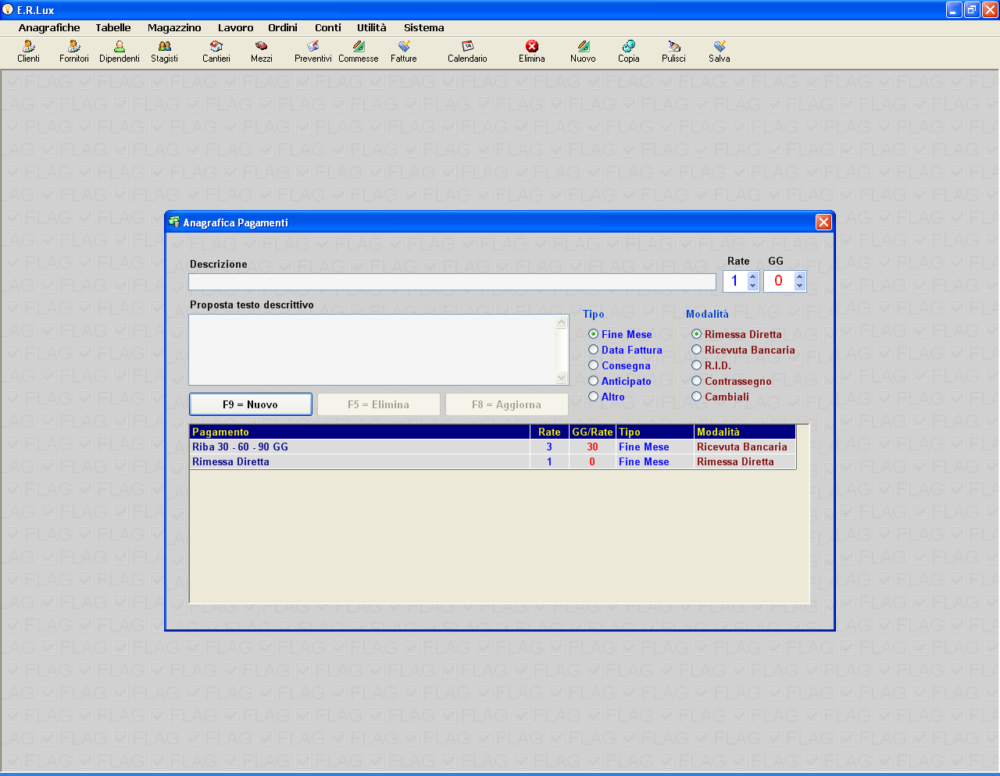 E.R.Lux
Anagrafiche Tabelle Magazzino Lavoro Ordini Conti Utilità Sistema
Clienti Fornitori Dipendenti Stagisti Cantieri Mezzi Preventivi Commesse Fatture Calendario Elimina Nuovo Copia Pulisci Salva
Anagrafica Pagamenti
Descrizione Rate GG
1 0
Proposta testo descrittivo
Tipo Modalità
Fine Mese Rimessa Diretta
Data Fattura Ricevuta Bancaria
Consegna R.I.D.
Anticipato Contrassegno
Altro Cambiali
F9 = Nuovo F5 = Elimina F8 = Aggiorna
Pagamento Rate GG/Rate Tipo Modalità
Riba 30 - 60 - 90 GG 3 30 Fine Mese Ricevuta Bancaria
Rimessa Diretta 1 0 Fine Mese Rimessa Diretta
FLAG